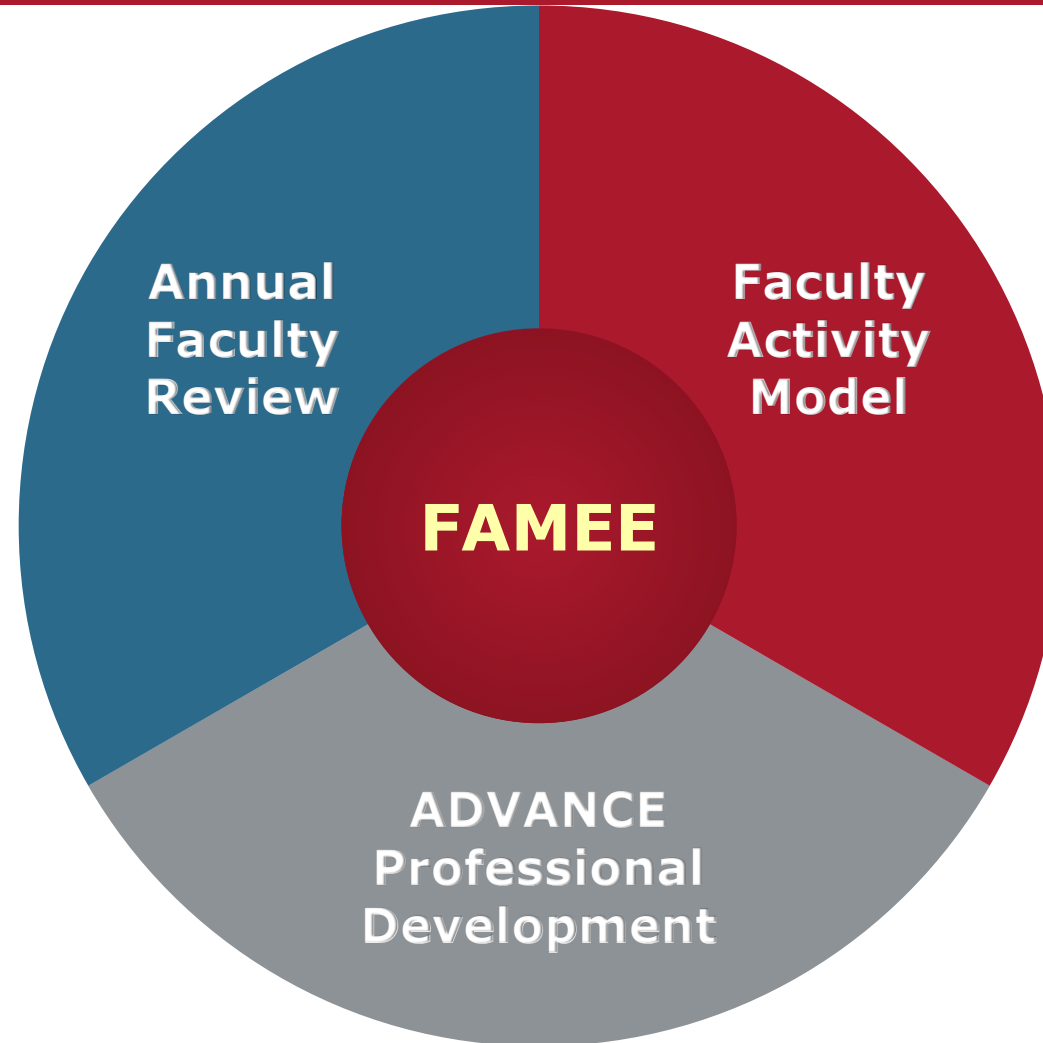 Annual
Faculty
Review
Faculty
Activity
Model
FAMEE
ADVANCE
Professional
Development